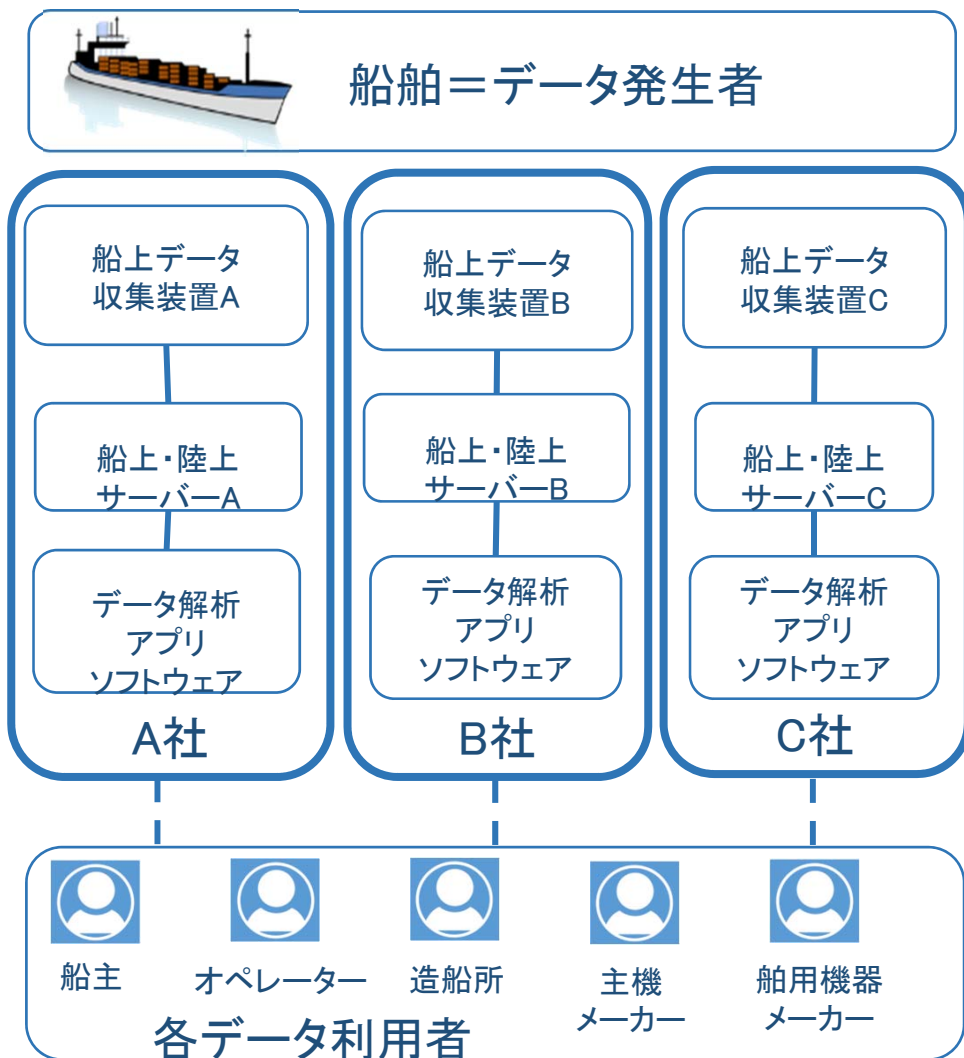 船舶＝データ発生者
船上データ
収集装置A
船上・陸上
サーバーA
データ解析
アプリ
ソフトウェア
A社
船上データ
収集装置B
船上・陸上
サーバーB
データ解析
アプリ
ソフトウェア
B社
船上データ
収集装置C
船上・陸上
サーバーC
データ解析
アプリ
ソフトウェア
C社
船主
オペレーター
造船所
主機
メーカー
舶用機器
メーカー
各データ利用者